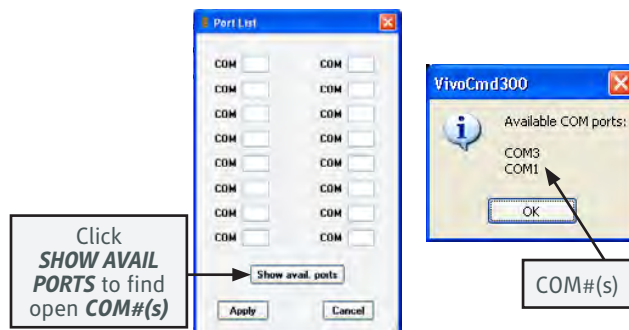 Port List
COM COM
COM COM
COM COM
COM COM
COM COM
COM COM
COM COM
COM COM
Show avail. ports
Apply Cancel
Click
SHOW AVAIL
PORTS to find
open COM#(s)
VivoCmd300
Available COM ports:
COM3
COM1
OK
COM#(s)